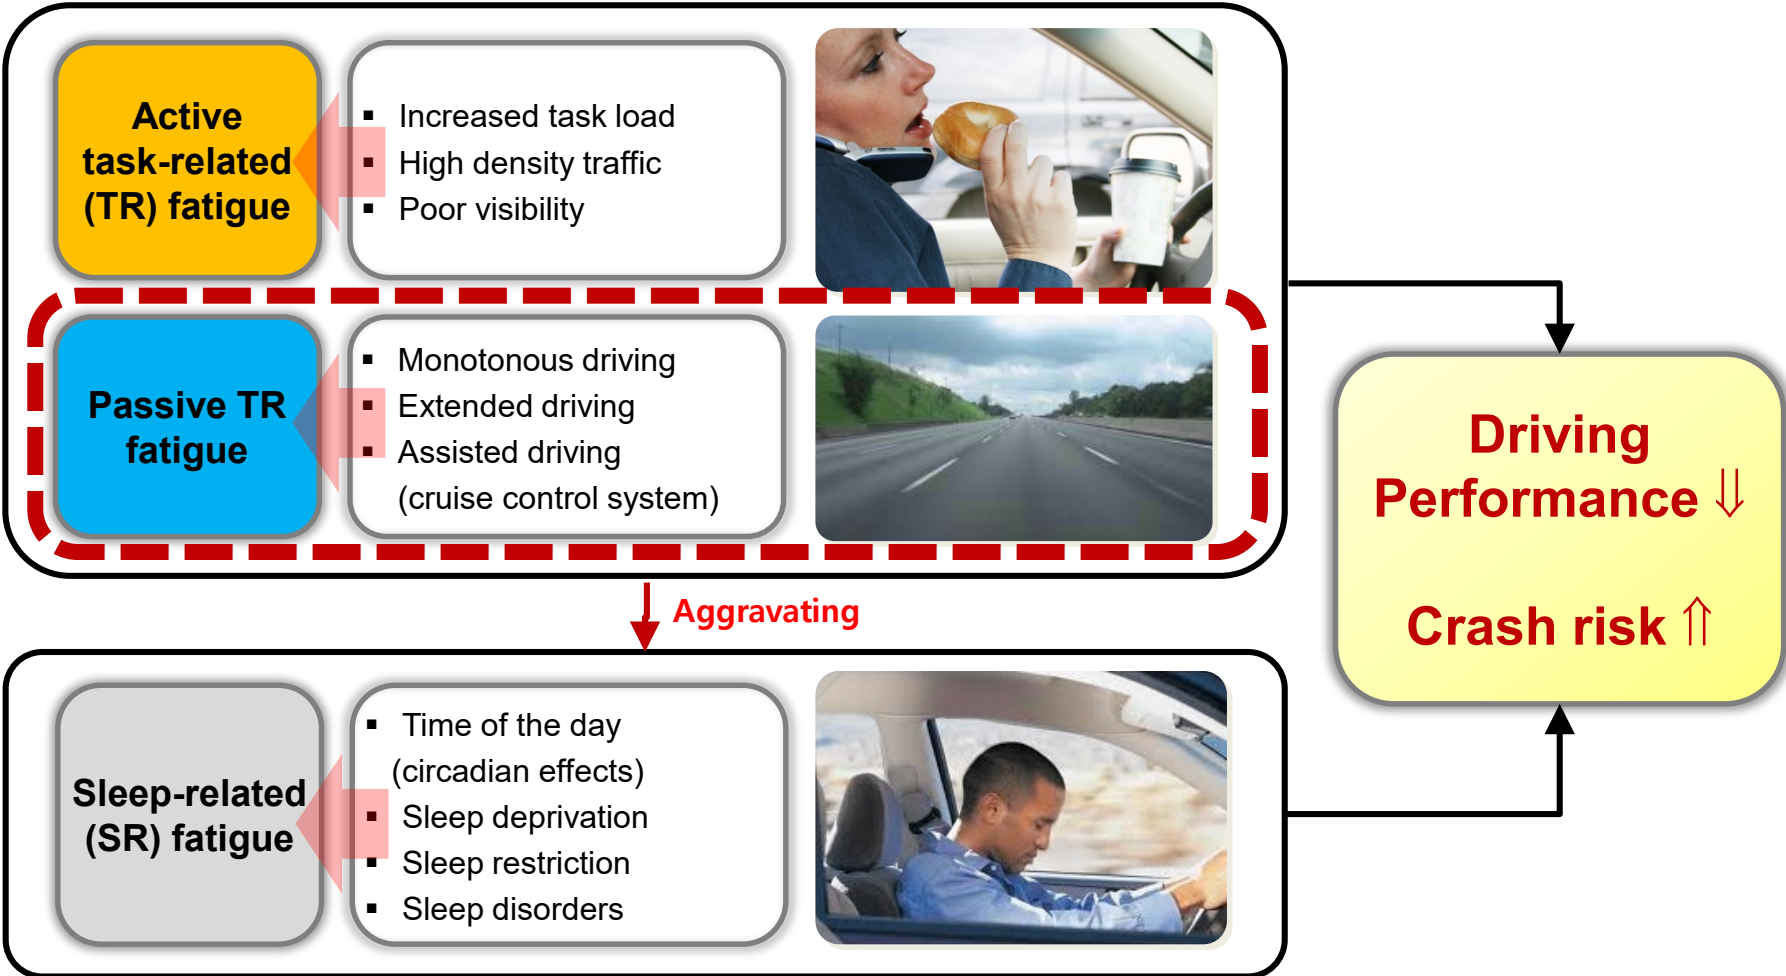 Active
task-related
(TR) fatigue
▪ Increased task load
▪ High density traffic
▪ Poor visibility
Passive TR
fatigue
▪ Monotonous driving
▪ Extended driving
▪ Assisted driving
(cruise control system)
Aggravating
Sleep-related
(SR) fatigue
▪ Time of the day
(circadian effects)
▪ Sleep deprivation
▪ Sleep restriction
▪ Sleep disorders
Driving
Performance ⇓
Crash risk ⇑